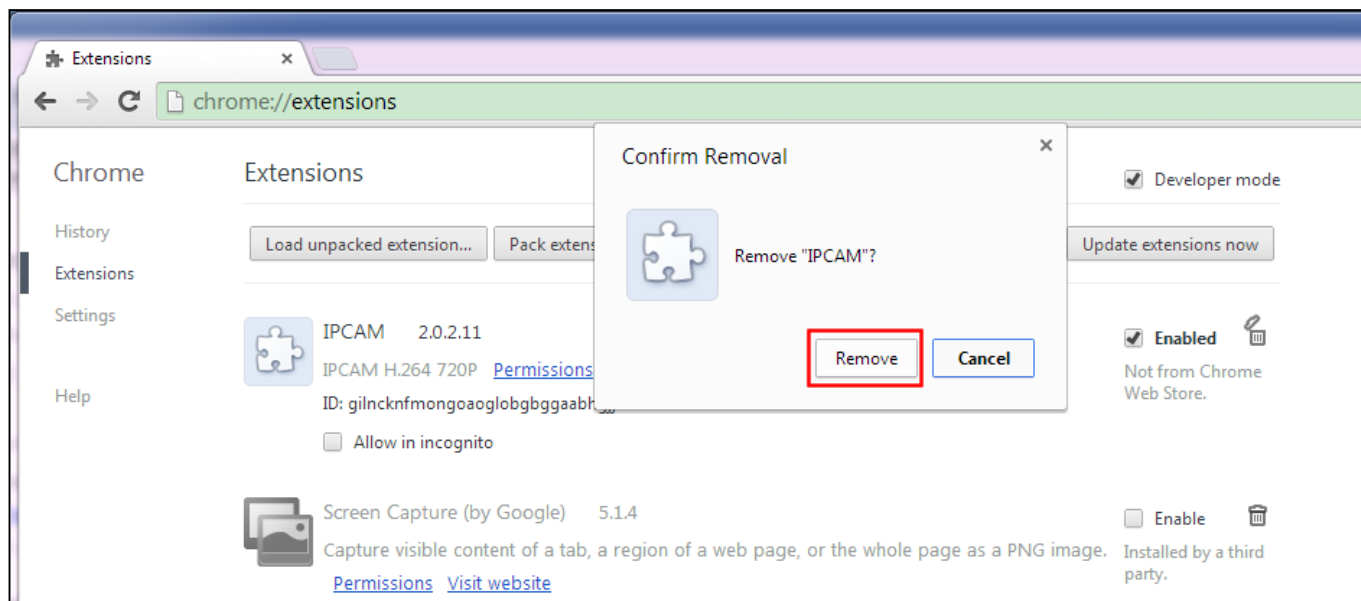 Extensions
chrome://extensions
Chrome
History
Extensions
Settings
Help
Extensions
Developer mode
Load unpacked extension...
Pack extens
Update extensions now
IPCAM 2.0.2.11
IPCAM H.264 720P Permissions
ID:
Allow in incognito
Enabled
Not from Chrome
Web Store.
Screen Capture (by Google) 5.1.4
Capture visible content of a tab, a region of a web page, or the whole page as a PNG image.
Permissions Visit website
Enable
Installed by a third
party.
Confirm Removal
Remove "IPCAM"?
Remove
Cancel